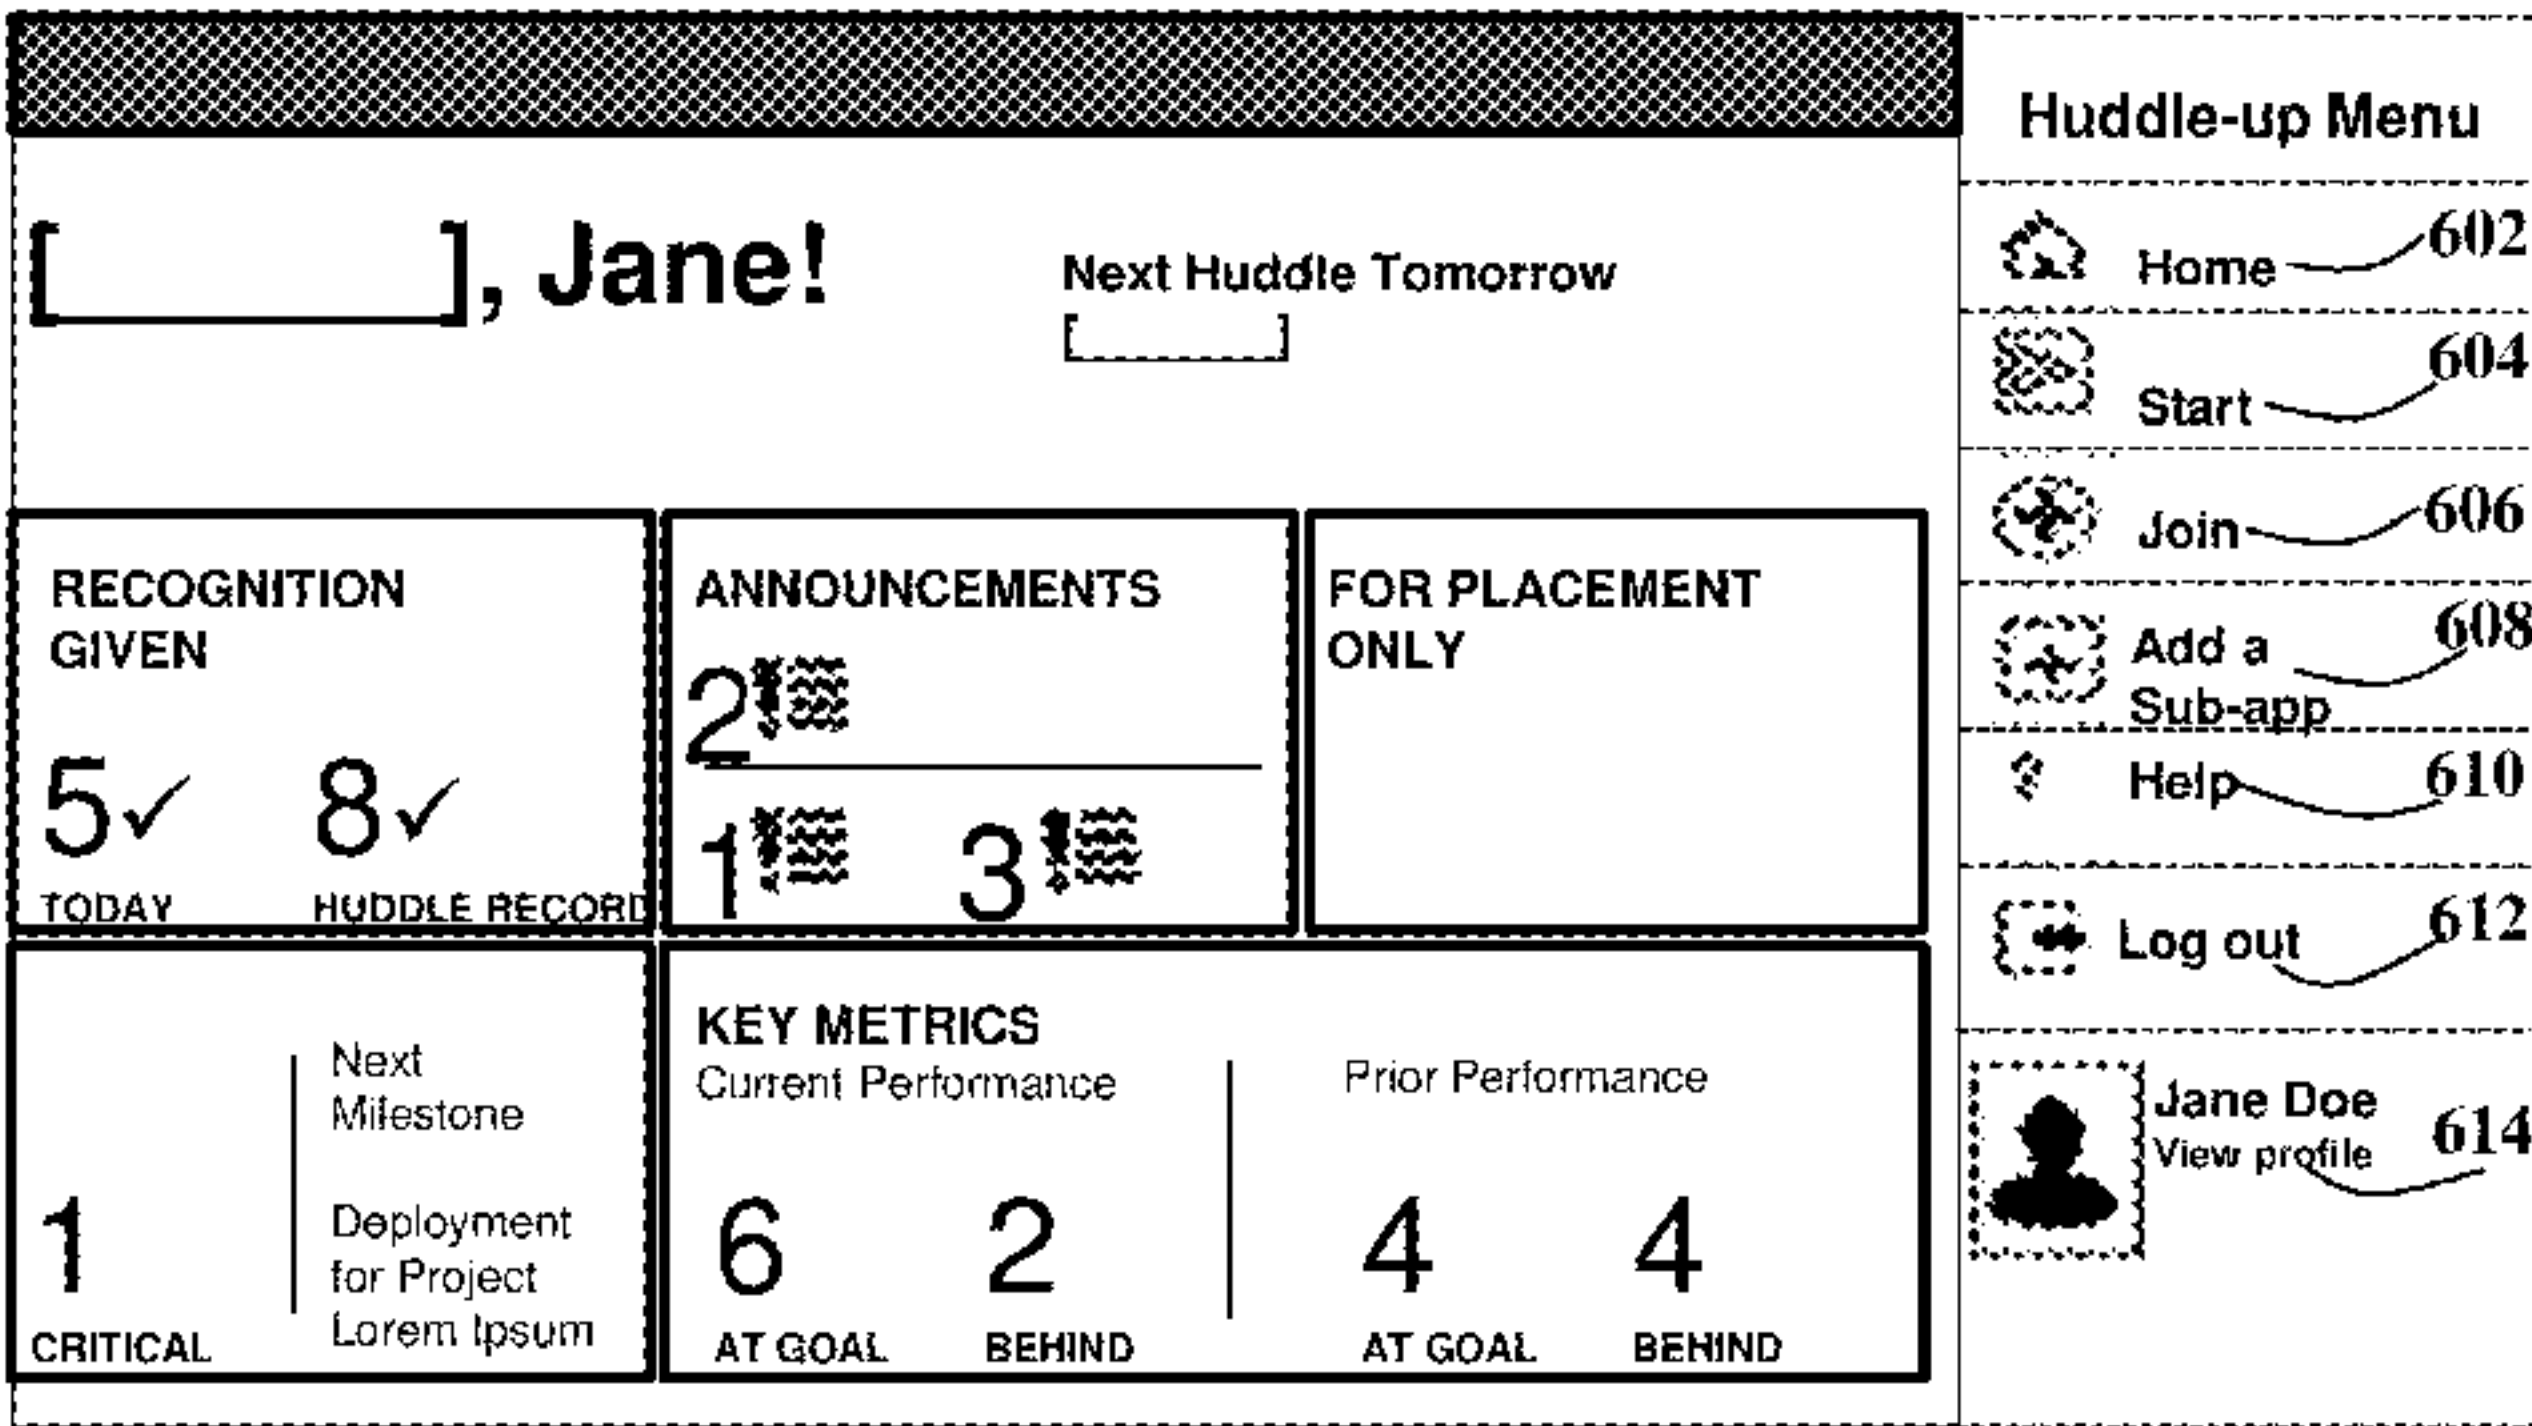 [ ], Jane!
Next Huddle Tomorrow
[ ]
RECOGNITION
GIVEN
5✓ 8✓
TODAY HUDDLE RECORD
ANNOUNCEMENTS
2
1 3
FOR PLACEMENT
ONLY
1
CRITICAL
Next
Milestone
Deployment
for Project
Lorem Ipsum
KEY METRICS
Current Performance
6 2
AT GOAL BEHIND
Prior Performance
4 4
AT GOAL BEHIND
Huddle-up Menu
Home 602
Start 604
Join 606
Add a 608
Sub-app
Help 610
Log out 612
Jane Doe
View profile 614